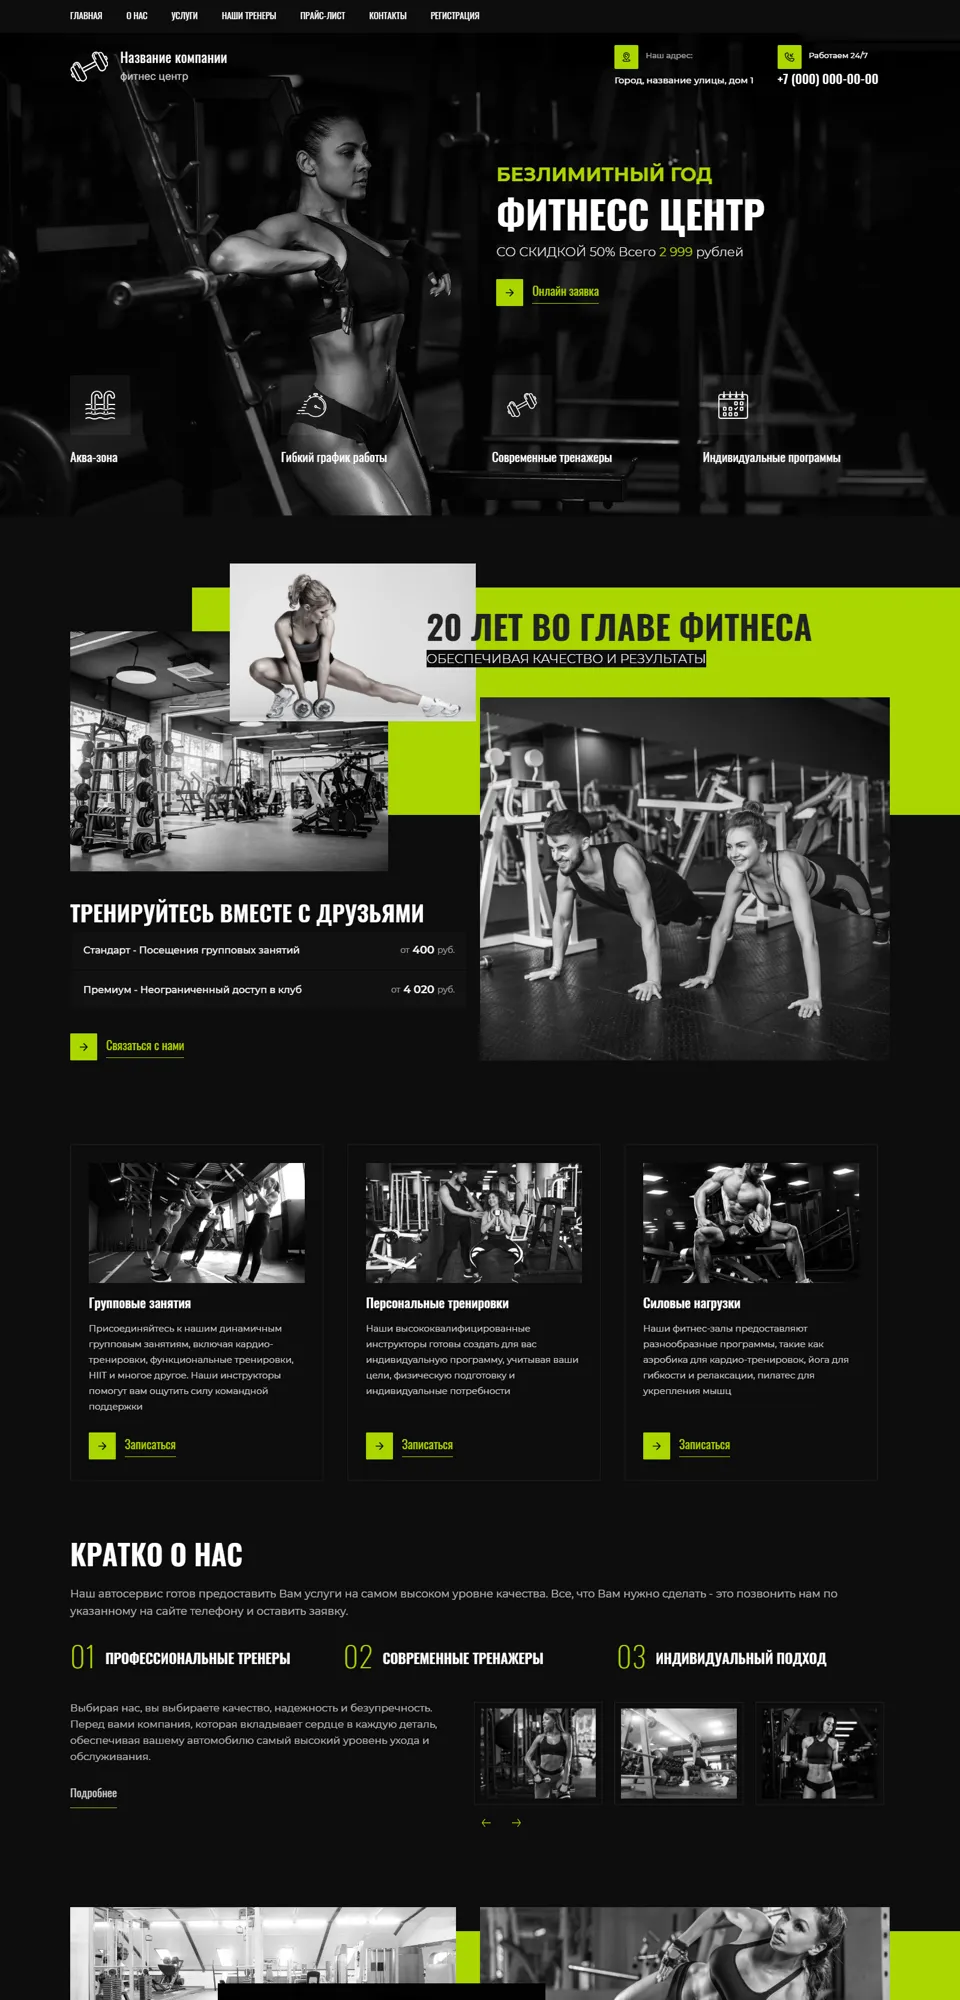 ГЛАВНАЯ О НАС УСЛУГИ НАШИ ТРЕНЕРЫ ПРАЙС-ЛИСТ КОНТАКТЫ РЕГИСТРАЦИЯ
Название компании
фитнес центр
Наш адрес:
Город, название улицы, дом 1
Работаем 24/7
+7 (000) 000-00-00
БЕЗЛИМИТНЫЙ ГОД
ФИТНЕСС ЦЕНТР
СО СКИДКОЙ 50% Всего 2 999 рублей
Онлайн заявка
Аква-зона
Гибкий график работы
Современные тренажеры
Индивидуальные программы
20 ЛЕТ ВО ГЛАВЕ ФИТНЕСА
ОБЕСПЕЧИВАЯ КАЧЕСТВО И РЕЗУЛЬТАТЫ
ТРЕНИРУЙТЕСЬ ВМЕСТЕ С ДРУЗЬЯМИ
Стандарт - Посещения групповых занятий от 400 руб.
Премиум - Неограниченный доступ в клуб от 4 020 руб.
Связаться с нами
Групповые занятия
Присоединяйтесь к нашим динамичным
групповым занятиям, включая кардио-
тренировки, функциональные тренировки,
HIIT и многое другое. Наши инструкторы
помогут вам ощутить силу командной
поддержки
Записаться
Персональные тренировки
Наши высококвалифицированные
инструкторы готовы создать для вас
индивидуальную программу, учитывая ваши
цели, физическую подготовку и
индивидуальные потребности
Записаться
Силовые нагрузки
Наши фитнес-залы предоставляют
разнообразные программы, такие как
аэробика для кардио-тренировок, йога для
гибкости и релаксации, пилатес для
укрепления мышц
Записаться
КРАТКО О НАС
Наш автосервис готов предоставить Вам услуги на самом высоком уровне качества. Все, что Вам нужно сделать - это позвонить нам по
указанному на сайте телефону и оставить заявку.
01 ПРОФЕССИОНАЛЬНЫЕ ТРЕНЕРЫ
02 СОВРЕМЕННЫЕ ТРЕНАЖЕРЫ
03 ИНДИВИДУАЛЬНЫЙ ПОДХОД
Выбирая нас, вы выбираете качество, надежность и безупречность.
Перед вами компания, которая вкладывает сердце в каждую деталь,
обеспечивая вашему автомобилю самый высокий уровень ухода и
обслуживания.
Подробнее